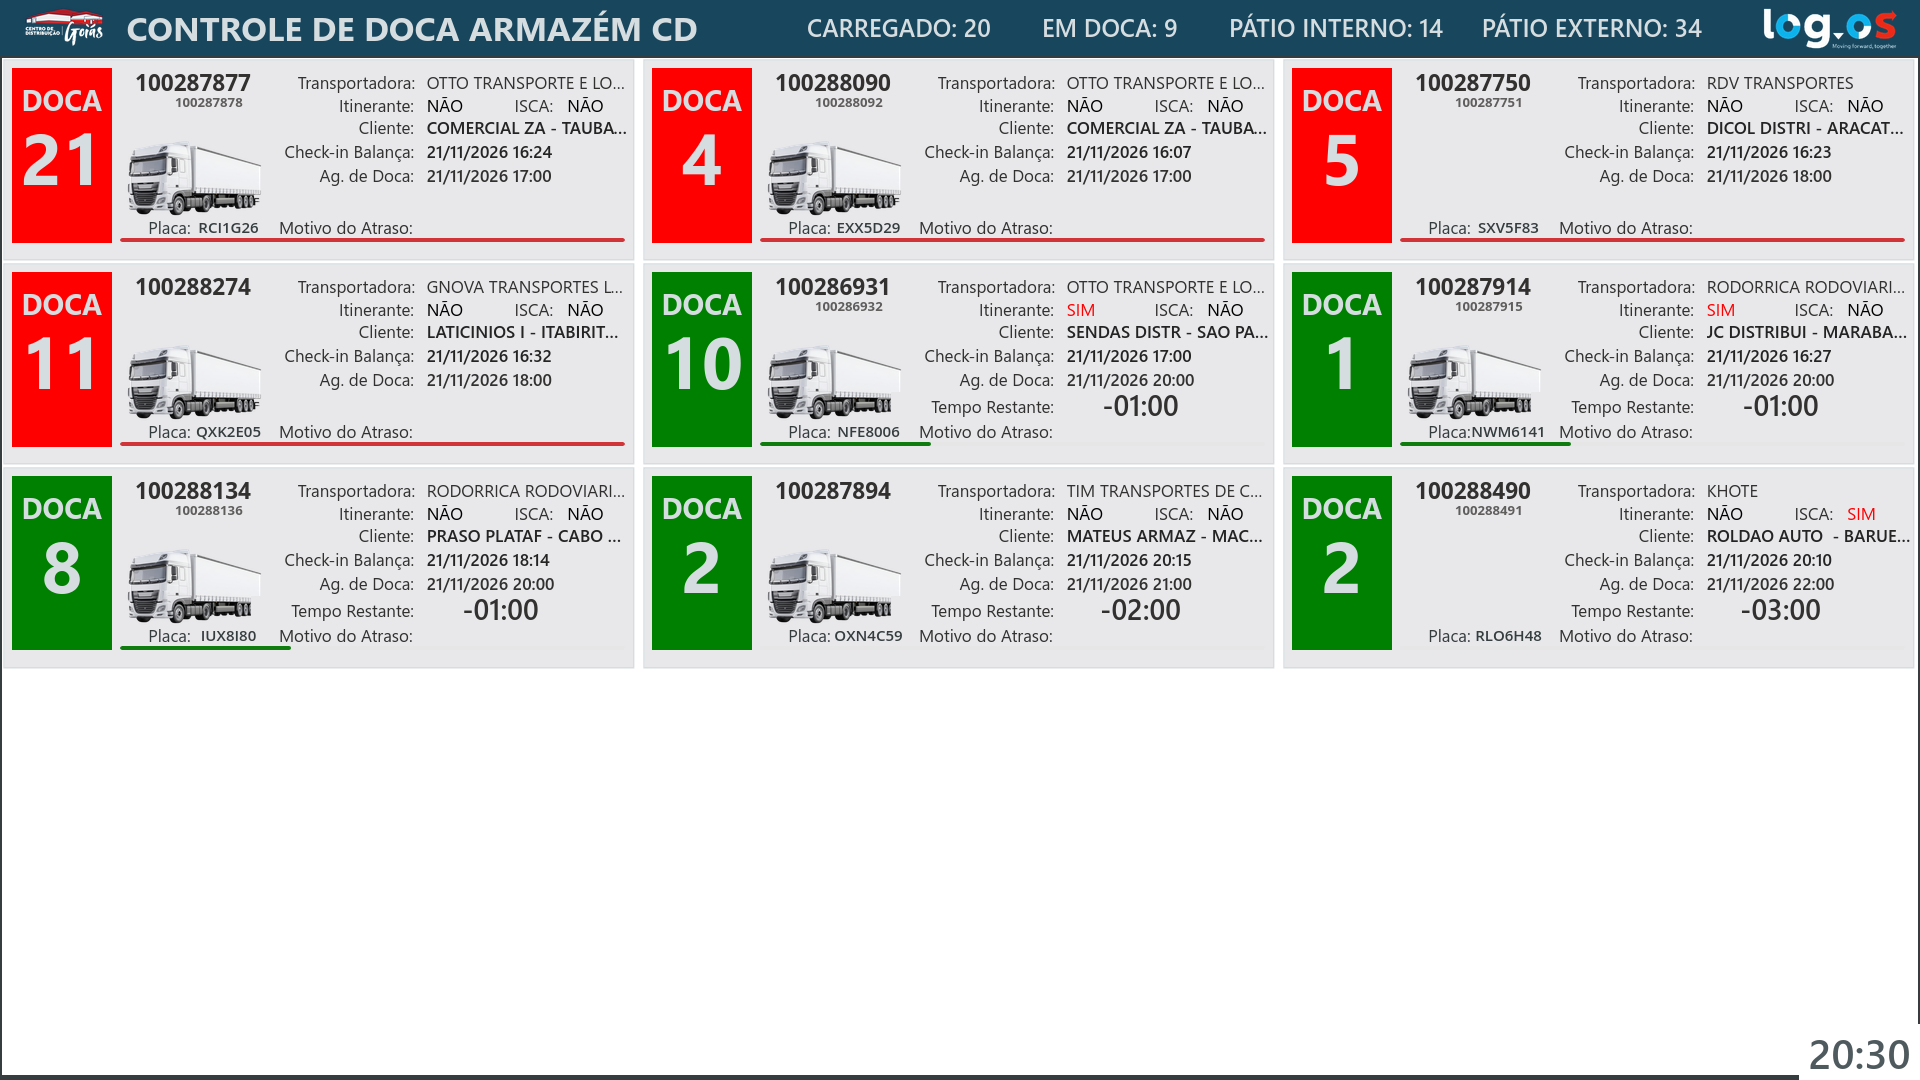 CENTRO DE DISTRIBUIÇÃO Goiás
CONTROLE DE DOCA ARMAZÉM CD
CARREGADO: 20
EM DOCA: 9
PÁTIO INTERNO: 14
PÁTIO EXTERNO: 34
log.os
Moving forward, together
DOCA
21
100287877
100287878
Transportadora: OTTO TRANSPORTE E LO...
Itinerante: NÃO ISCA: NÃO
Cliente: COMERCIAL ZA - TAUBA...
Check-in Balança: 21/11/2026 16:24
Ag. de Doca: 21/11/2026 17:00
Placa: RCI1G26 Motivo do Atraso:
DOCA
4
100288090
100288092
Transportadora: OTTO TRANSPORTE E LO...
Itinerante: NÃO ISCA: NÃO
Cliente: COMERCIAL ZA - TAUBA...
Check-in Balança: 21/11/2026 16:07
Ag. de Doca: 21/11/2026 17:00
Placa: EXX5D29 Motivo do Atraso:
DOCA
5
100287750
100287751
Transportadora: RDV TRANSPORTES
Itinerante: NÃO ISCA: NÃO
Cliente: DICOL DISTRI - ARACAT...
Check-in Balança: 21/11/2026 16:23
Ag. de Doca: 21/11/2026 18:00
Placa: SXV5F83 Motivo do Atraso:
DOCA
11
100288274
Transportadora: GNOVA TRANSPORTES L...
Itinerante: NÃO ISCA: NÃO
Cliente: LATICINIOS I - ITABIRIT...
Check-in Balança: 21/11/2026 16:32
Ag. de Doca: 21/11/2026 18:00
Placa: QXK2E05 Motivo do Atraso:
DOCA
10
100286931
100286932
Transportadora: OTTO TRANSPORTE E LO...
Itinerante: SIM ISCA: NÃO
Cliente: SENDAS DISTR - SAO PA...
Check-in Balança: 21/11/2026 17:00
Ag. de Doca: 21/11/2026 20:00
Tempo Restante: -01:00
Placa: NFE8006 Motivo do Atraso:
DOCA
1
100287914
100287915
Transportadora: RODORRICA RODOVIARI...
Itinerante: SIM ISCA: NÃO
Cliente: JC DISTRIBUI - MARABA...
Check-in Balança: 21/11/2026 16:27
Ag. de Doca: 21/11/2026 20:00
Tempo Restante: -01:00
Placa: NWM6141 Motivo do Atraso:
DOCA
8
100288134
100288136
Transportadora: RODORRICA RODOVIARI...
Itinerante: NÃO ISCA: NÃO
Cliente: PRASO PLATAF - CABO ...
Check-in Balança: 21/11/2026 18:14
Ag. de Doca: 21/11/2026 20:00
Tempo Restante: -01:00
Placa: IUX8I80 Motivo do Atraso:
DOCA
2
100287894
Transportadora: TIM TRANSPORTES DE C...
Itinerante: NÃO ISCA: NÃO
Cliente: MATEUS ARMAZ - MAC...
Check-in Balança: 21/11/2026 20:15
Ag. de Doca: 21/11/2026 21:00
Tempo Restante: -02:00
Placa: OXN4C59 Motivo do Atraso:
DOCA
2
100288490
100288491
Transportadora: KHOTE
Itinerante: NÃO ISCA: SIM
Cliente: ROLDAO AUTO - BARUE...
Check-in Balança: 21/11/2026 20:10
Ag. de Doca: 21/11/2026 22:00
Tempo Restante: -03:00
Placa: RLO6H48 Motivo do Atraso:
20:30